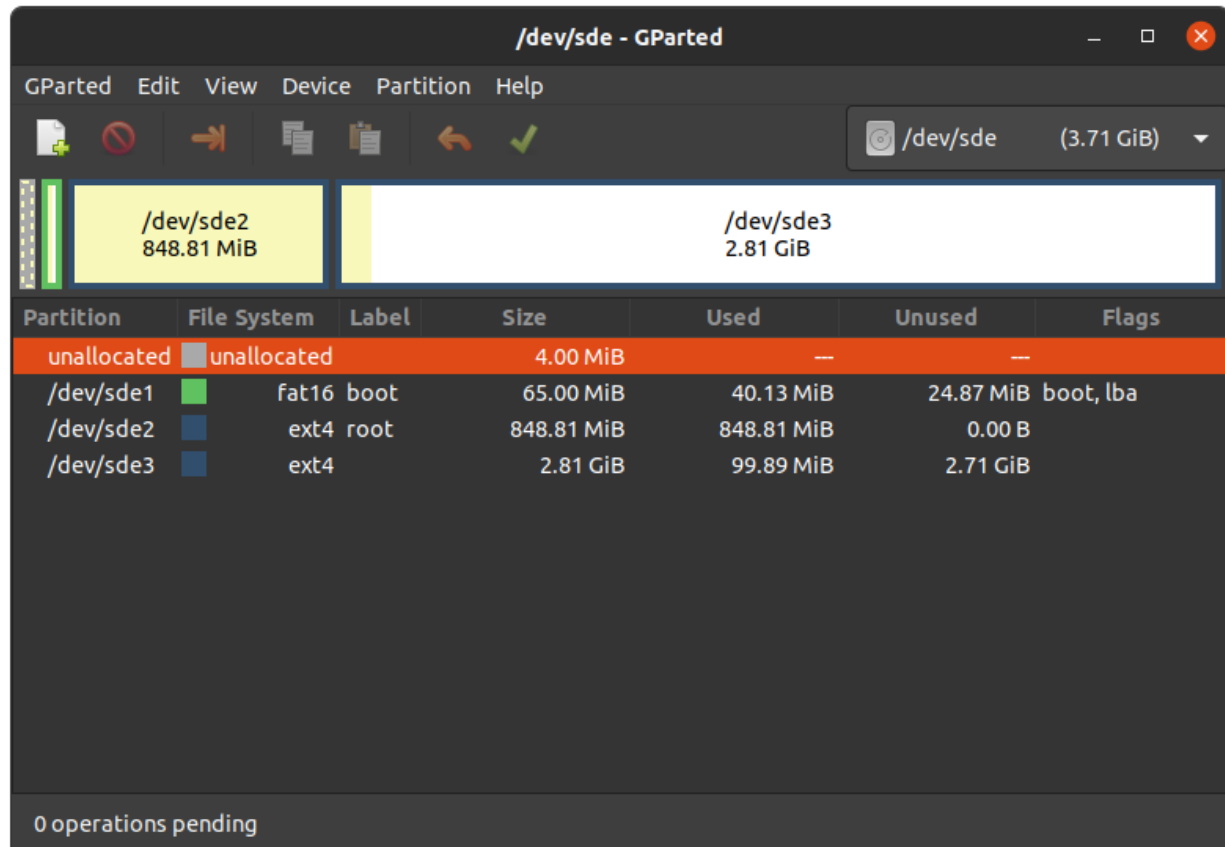 /dev/sde - GParted
GParted Edit View Device Partition Help
/dev/sde (3.71 GiB)
/dev/sde2
848.81 MiB
/dev/sde3
2.81 GiB
Partition File System Label Size Used Unused Flags
unallocated unallocated 4.00 MiB --- ---
/dev/sde1 fat16 boot 65.00 MiB 40.13 MiB 24.87 MiB boot, lba
/dev/sde2 ext4 root 848.81 MiB 848.81 MiB 0.00 B
/dev/sde3 ext4 2.81 GiB 99.89 MiB 2.71 GiB
0 operations pending